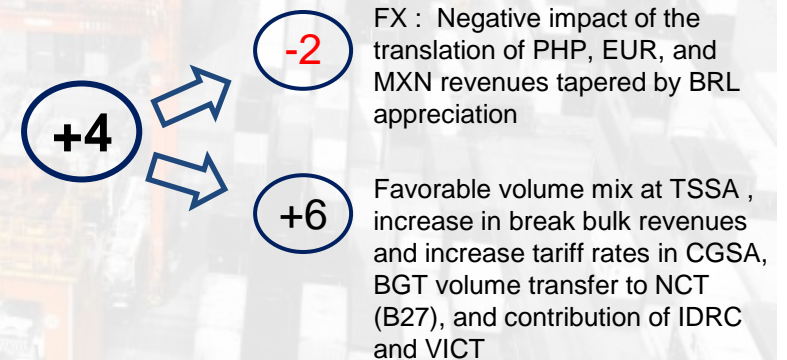 +4
-2
FX :  Negative impact of the
translation of PHP, EUR, and
MXN revenues tapered by BRL
appreciation
+6
Favorable volume mix at TSSA ,
increase in break bulk revenues
and increase tariff rates in CGSA,
BGT volume transfer to NCT
(B27), and contribution of IDRC
and VICT